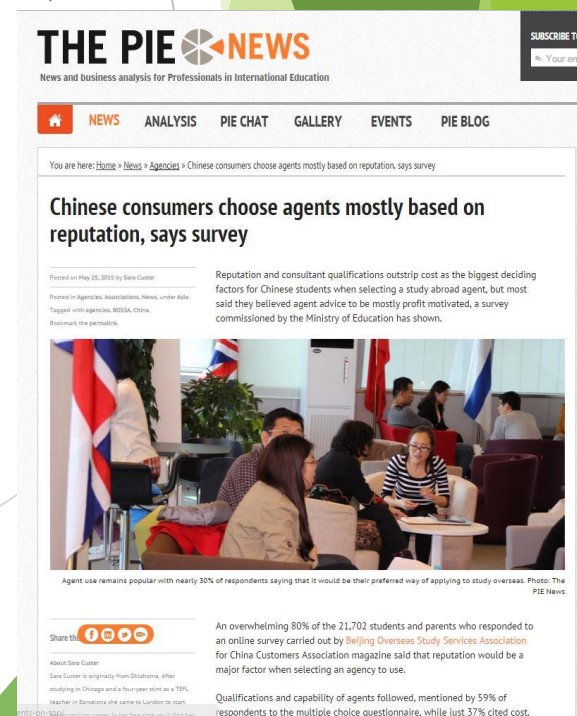 THE PIE NEWS
News and business analysis for Professionals in International Education
SUBSCRIBE TO
Your em
NEWS ANALYSIS PIE CHAT GALLERY EVENTS PIE BLOG
You are here: Home » News » Agencies » Chinese consumers choose agents mostly based on reputation, says survey
Chinese consumers choose agents mostly based on
reputation, says survey
Posted on May 25, 2015 by Sara Custer
Posted in Agencies, Associations, News, under Asia.
Tagged with agencies, BOSSA, China.
Bookmark the permalink.
Reputation and consultant qualifications outstrip cost as the biggest deciding
factors for Chinese students when selecting a study abroad agent, but most
said they believed agent advice to be mostly profit motivated, a survey
commissioned by the Ministry of Education has shown.
Agent use remains popular with nearly 30% of respondents saying that it would be their preferred way of applying to study overseas. Photo: The
PIE News
Share thi
About Sara Custer
Sara Custer is originally from Oklahoma. After
studying in Chicago and a four-year stint as a TEFL
teacher in Barcelona she came to London to start
An overwhelming 80% of the 21,702 students and parents who responded to
an online survey carried out by Beijing Overseas Study Services Association
for China Customers Association magazine said that reputation would be a
major factor when selecting an agency to use.
Qualifications and capability of agents followed, mentioned by 59% of
respondents to the multiple choice questionnaire, while just 37% cited cost.